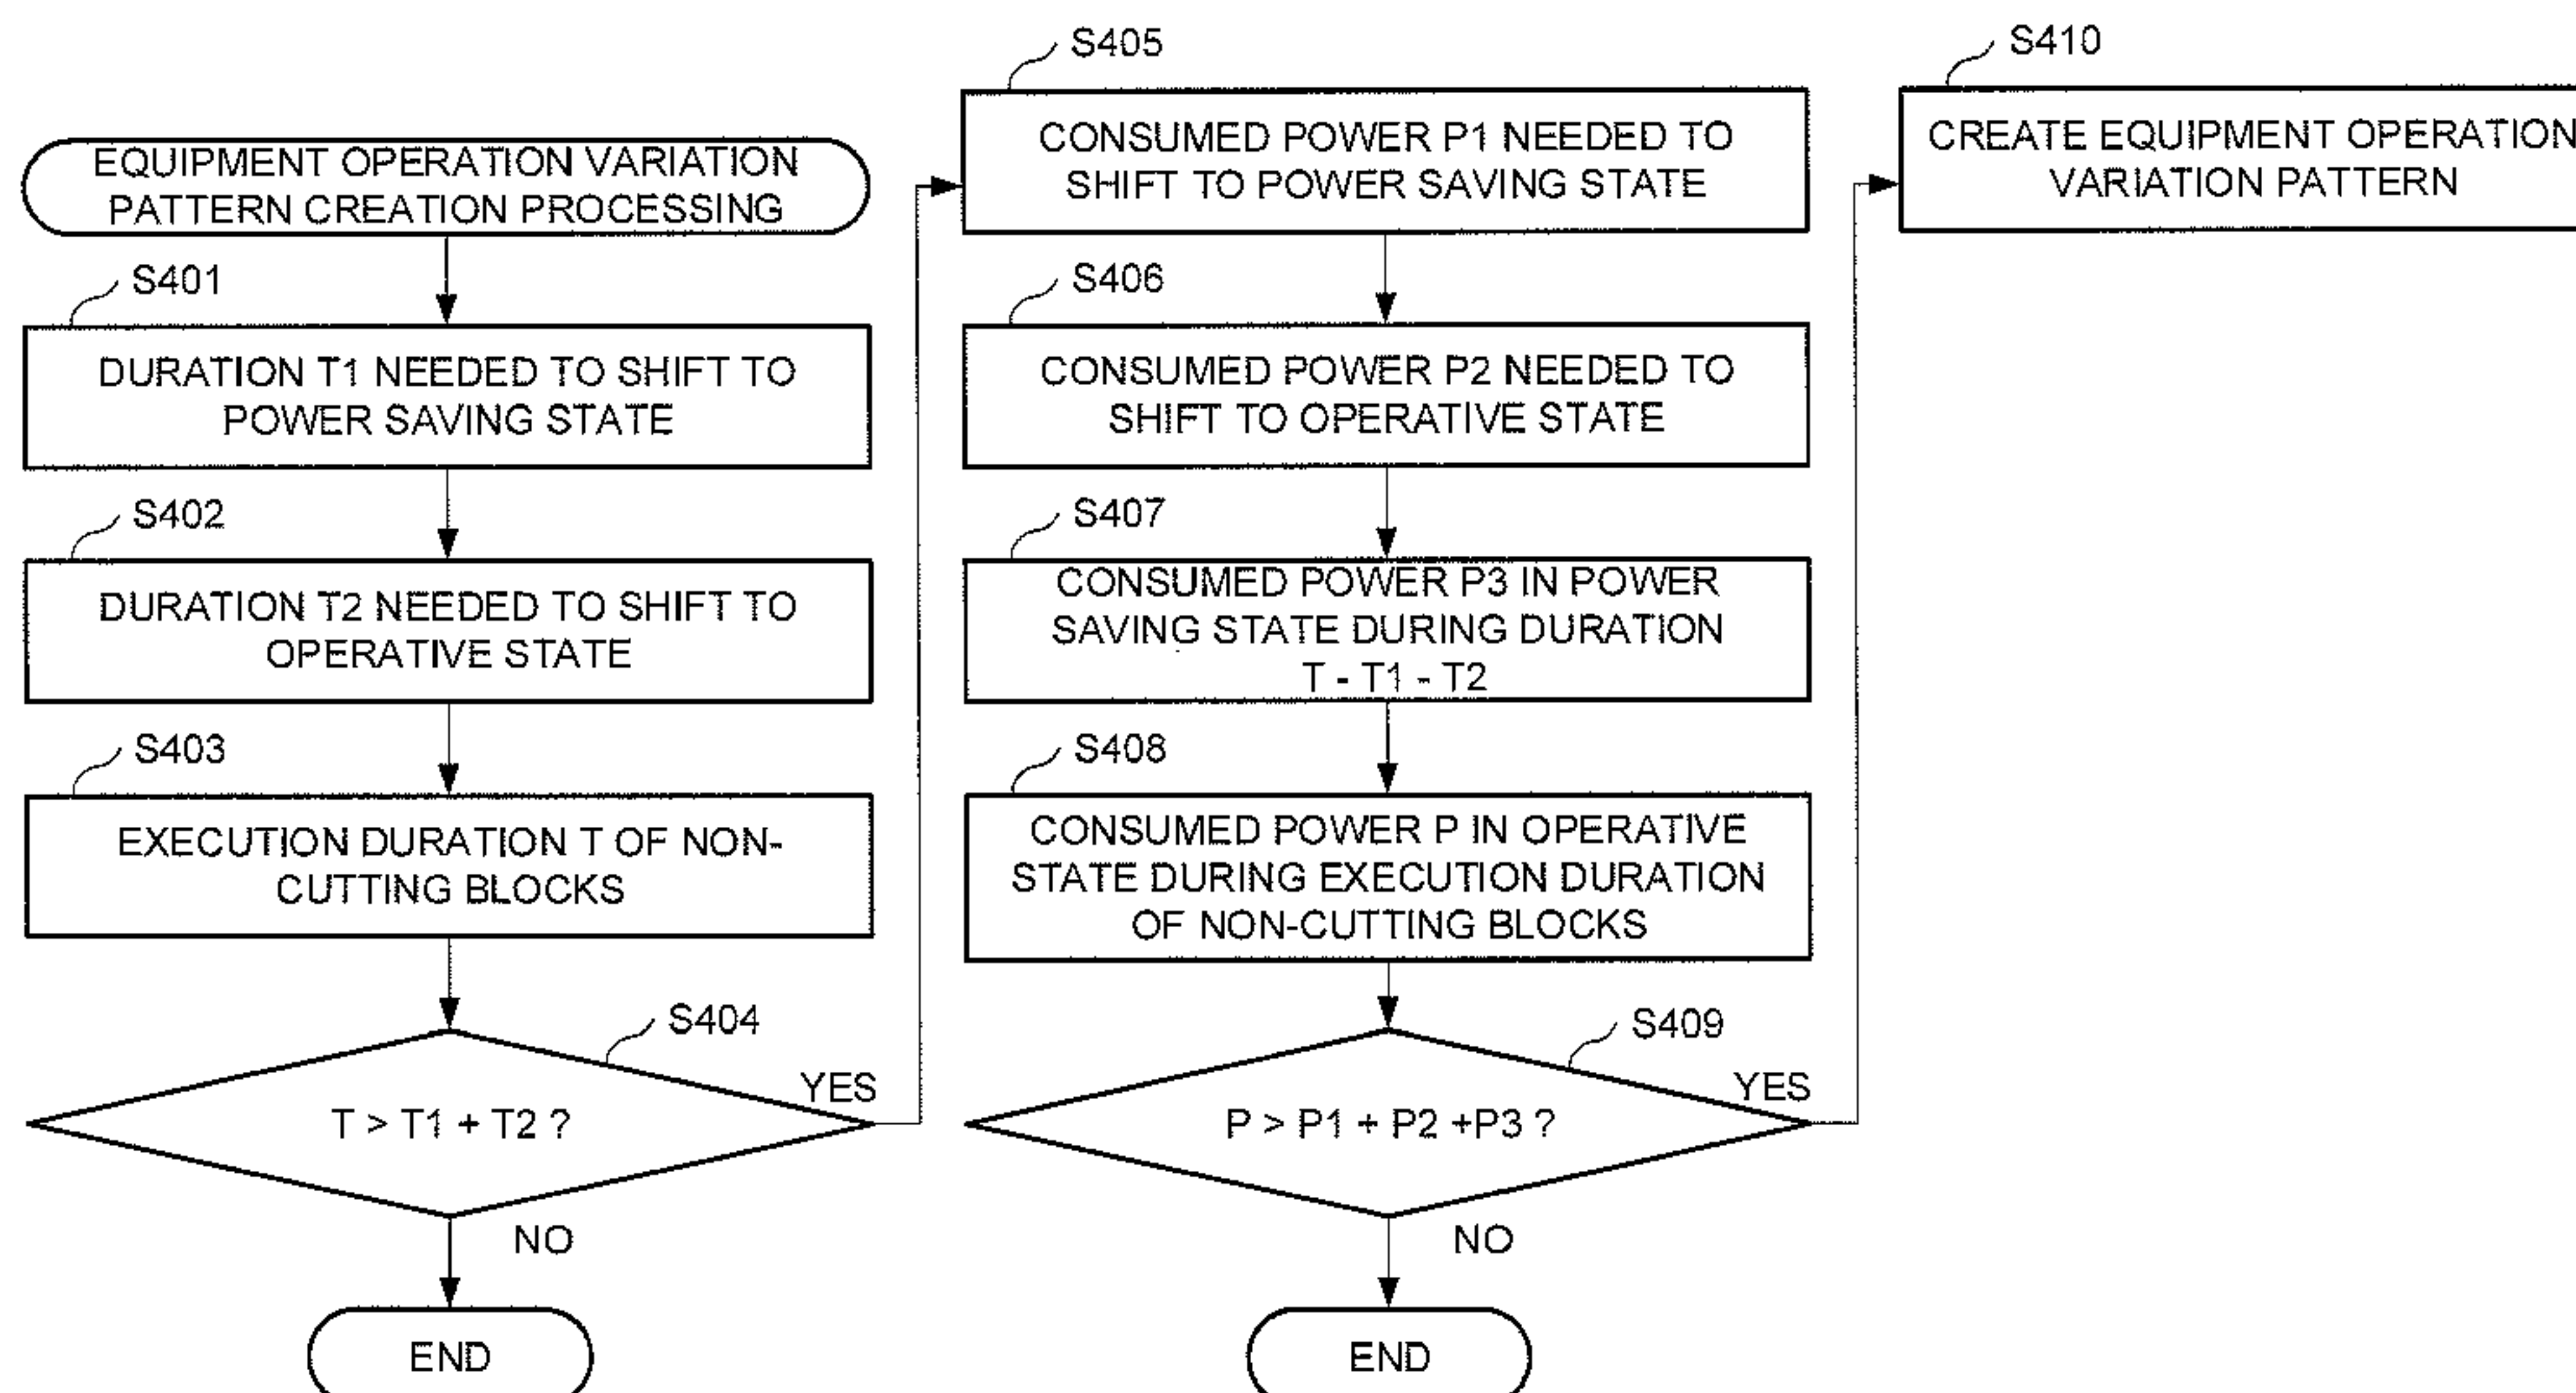 EQUIPMENT OPERATION VARIATION
PATTERN CREATION PROCESSING
S401
DURATION T1 NEEDED TO SHIFT TO
POWER SAVING STATE
S402
DURATION T2 NEEDED TO SHIFT TO
OPERATIVE STATE
S403
EXECUTION DURATION T OF NON-
CUTTING BLOCKS
S404
T > T1 + T2 ?
YES
NO
END
S405
CONSUMED POWER P1 NEEDED TO
SHIFT TO POWER SAVING STATE
S406
CONSUMED POWER P2 NEEDED TO
SHIFT TO OPERATIVE STATE
S407
CONSUMED POWER P3 IN POWER
SAVING STATE DURING DURATION
T - T1 - T2
S408
CONSUMED POWER P IN OPERATIVE
STATE DURING EXECUTION DURATION
OF NON-CUTTING BLOCKS
S409
P > P1 + P2 +P3 ?
YES
NO
END
S410
CREATE EQUIPMENT OPERATION
VARIATION PATTERN